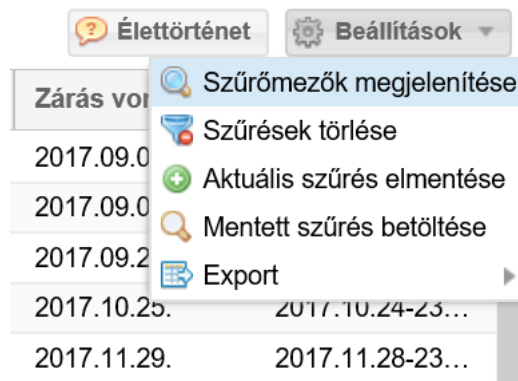 Élettörténet Beállítások
Szűrőmezők megjelenítése
Zárás
Szűrések törlése
2017.09.0
Aktuális szűrés elmentése
2017.09.0
Mentett szűrés betöltése
2017.09.2
Export
2017.10.25. 2017.10.24-23...
2017.11.29. 2017.11.28-23...